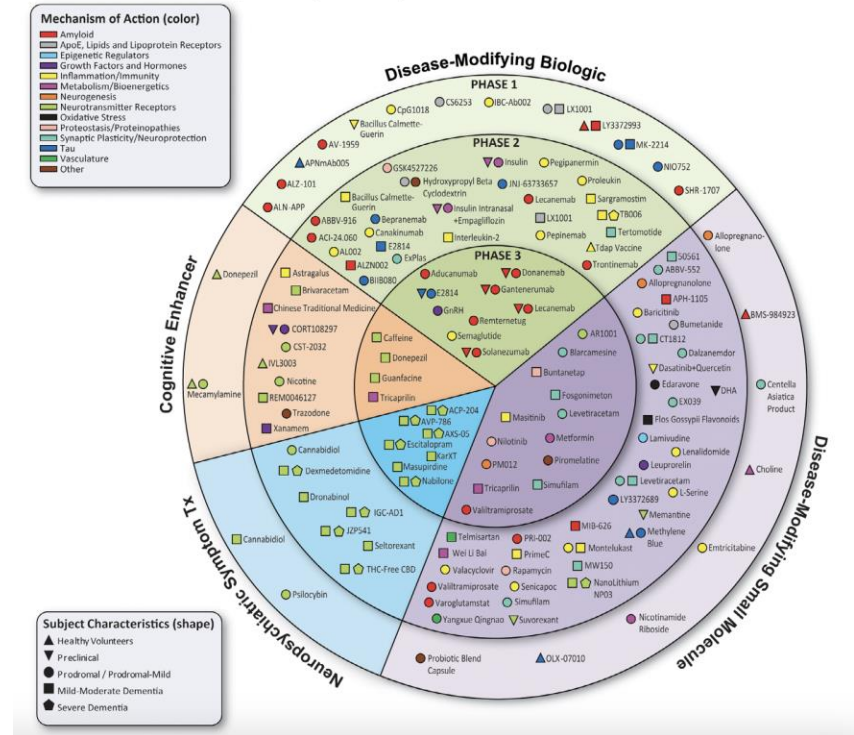 Mechanism of Action (color)
Amyloid
ApoE, Lipids and Lipoprotein Receptors
Epigenetic Regulators
Growth Factors and Hormones
Inflammation/Immunity
Metabolism/Bioenergetics
Neurogenesis
Neurotransmitter Receptors
Oxidative Stress
Proteostasis/Proteinopathies
Synaptic Plasticity/Neuroprotection
Tau
Vasculature
Other
Disease-Modifying Biologic
PHASE 1
CpG1018
CS6253
IBC-Ab002
LX1001
Bacillus Calmette-
Guerin
LY3372993
AV-1959
MK-2214
APNmAb005
NIO752
ALZ-101
SHR-1707
ALN-APP
PHASE 2
GSK4527226
Insulin
Pegipanermin
Hydroxypropyl Beta
Cyclodextrin
JNJ-63733657
Proleukin
Bacillus Calmette-
Guerin
Lecanemab
Sargramostim
Insulin Intranasal
+Empagliflozin
ABBV-916
Bepranemab
LX1001
TB006
ACI-24.060
Canakinumab
Tertomotide
Interleukin-2
Pepinemab
AL002
E2814
Tdap Vaccine
ExPlas
ALZN002
Trontinemab
BIIB080
PHASE 3
Aducanumab
Donanemab
E2814
Gantenerumab
GnRH
Lecanemab
Remternetug
Semaglutide
Solanezumab
Cognitive Enhancer
Donepezil
Mecamylamine
Astragalus
Brivaracetam
Chinese Traditional Medicine
CORT108297
CST-2032
IVL3003
Nicotine
REM0046127
Trazodone
Xanamem
Caffeine
Donepezil
Guanfacine
Tricaprilin
Neuropsychiatric Symptom Tx
Cannabidiol
Psilocybin
Cannabidiol
Dexmedetomidine
Dronabinol
IGC-AD1
JZP541
Seltorexant
THC-Free CBD
ACP-204
AVP-786
AXS-05
Escitalopram
KarXT
Masupirdine
Nabilone
Disease-Modifying Small Molecule
Allopregnano-
lone
BMS-984923
Centella
Asiatica
Product
Choline
Emtricitabine
Nicotinamide
Riboside
OLX-07010
Probiotic Blend
Capsule
50561
ABBV-552
Allopregnanolone
APH-1105
Baricitinib
Bumetanide
CT1812
Dalzanemdor
Dasatinib+Quercetin
Edaravone
DHA
EX039
Flos Gossypii Flavonoids
Lamivudine
Lenalidomide
Leuprorelin
Levetiracetam
L-Serine
LY3372689
Memantine
Methylene
Blue
MIB-626
Montelukast
MW150
NanoLithium
NP03
Telmisartan
PRI-002
Wei Li Bai
PrimeC
Valacyclovir
Rapamycin
Valiltramiprosate
Senicapoc
Varoglutamstat
Simufilam
Yangxue Qingnao
Suvorexant
AR1001
Blarcamesine
Buntanetap
Fosgonimeton
Masitinib
Levetiracetam
Nilotinib
Metformin
PM012
Piromelatine
Tricaprilin
Simufilam
Valiltramiprosate
Subject Characteristics (shape)
Healthy Volunteers
Preclinical
Prodromal / Prodromal-Mild
Mild-Moderate Dementia
Severe Dementia